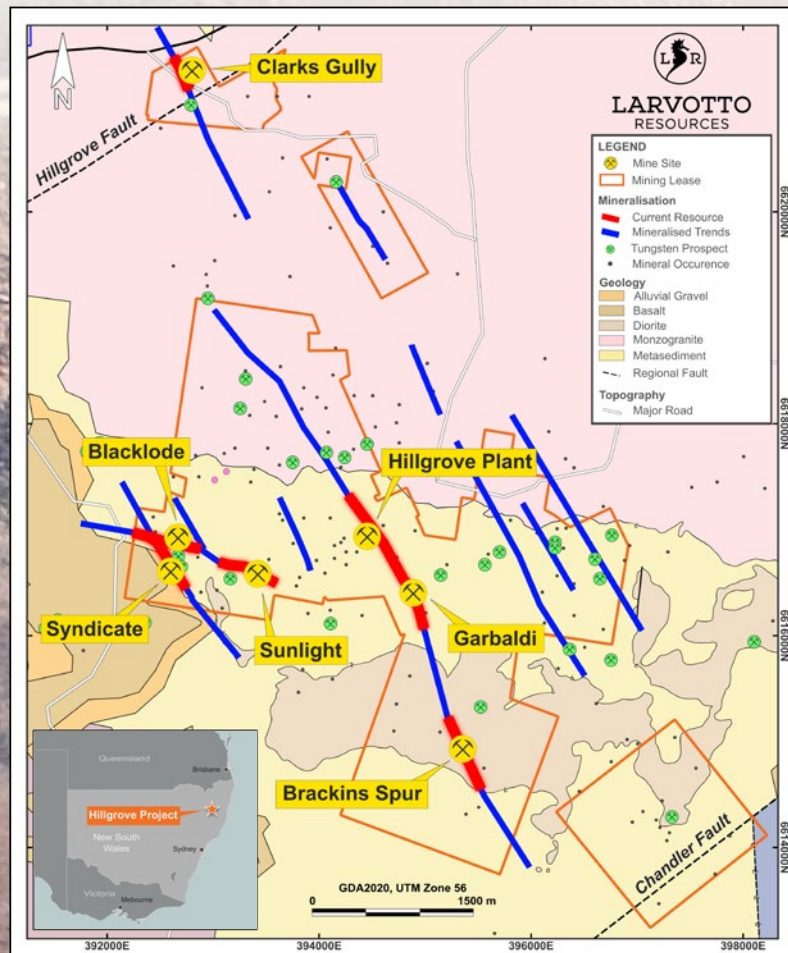 Clarks Gully
L R
LARVOTTO
RESOURCES
N
Hillgrove Fault
LEGEND
Mine Site
Mining Lease
Mineralisation
Current Resource
Mineralised Trends
Tungsten Prospect
Mineral Occurence
Geology
Alluvial Gravel
Basalt
Diorite
Monzogranite
Metasediment
Regional Fault
Topography
Major Road
6620000N
6618000N
6616000N
6614000N
Blacklode
Hillgrove Plant
Syndicate
Sunlight
Garbaldi
Brackins Spur
Chandler Fault
Queensland
Brisbane
Hillgrove Project
New South
Wales
Sydney
Victoria
Melbourne
GDA2020, UTM Zone 56
0 1500 m
392000E 394000E 396000E 398000E